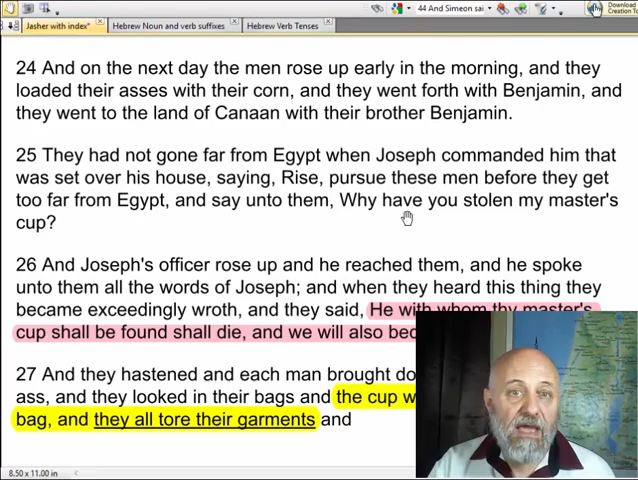 44 And Simeon sai
Download
Creation To
Jasher with index*
Hebrew Noun and verb suffixes
Hebrew Verb Tenses
24 And on the next day the men rose up early in the morning, and they
loaded their asses with their corn, and they went forth with Benjamin, and
they went to the land of Canaan with their brother Benjamin.
25 They had not gone far from Egypt when Joseph commanded him that
was set over his house, saying, Rise, pursue these men before they get
too far from Egypt, and say unto them, Why have you stolen my master's
cup?
26 And Joseph's officer rose up and he reached them, and he spoke
unto them all the words of Joseph; and when they heard this thing they
became exceedingly wroth, and they said, He with whom thy master's
cup shall be found shall die, and we will also bec
27 And they hastened and each man brought do
ass, and they looked in their bags and the cup w
bag, and they all tore their garments and
8.50 x 11.00 in